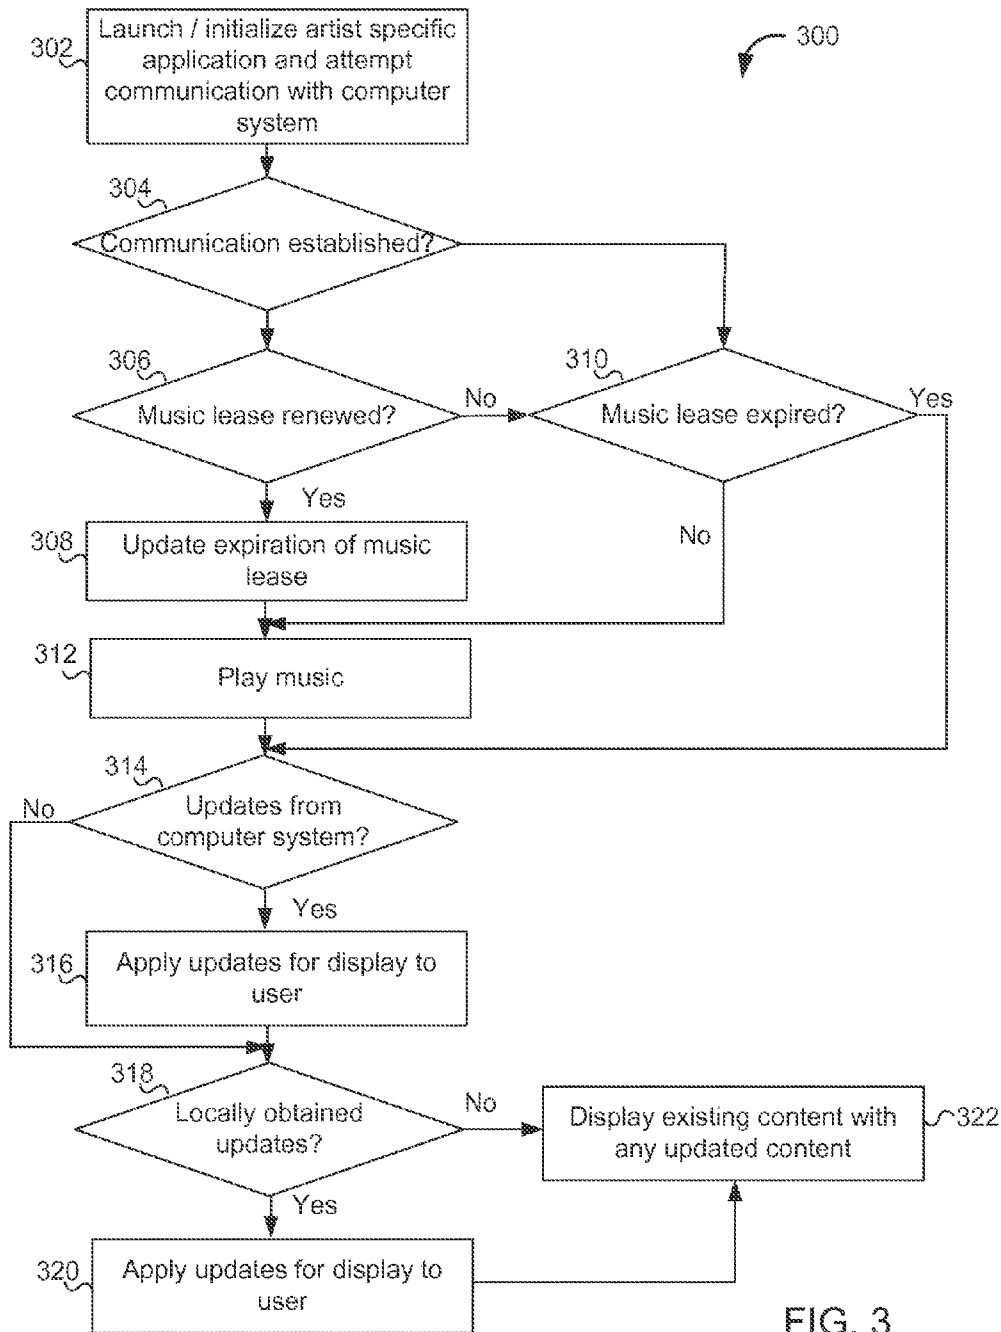 300
302
Launch / initialize artist specific
application and attempt
communication with computer
system
304
Communication established?
306
Music lease renewed?
No
Yes
310
Music lease expired?
Yes
No
308
Update expiration of music
lease
312
Play music
314
Updates from
computer system?
No
Yes
316
Apply updates for display to
user
318
Locally obtained
updates?
No
Yes
Display existing content with
any updated content
322
320
Apply updates for display to
user
FIG. 3